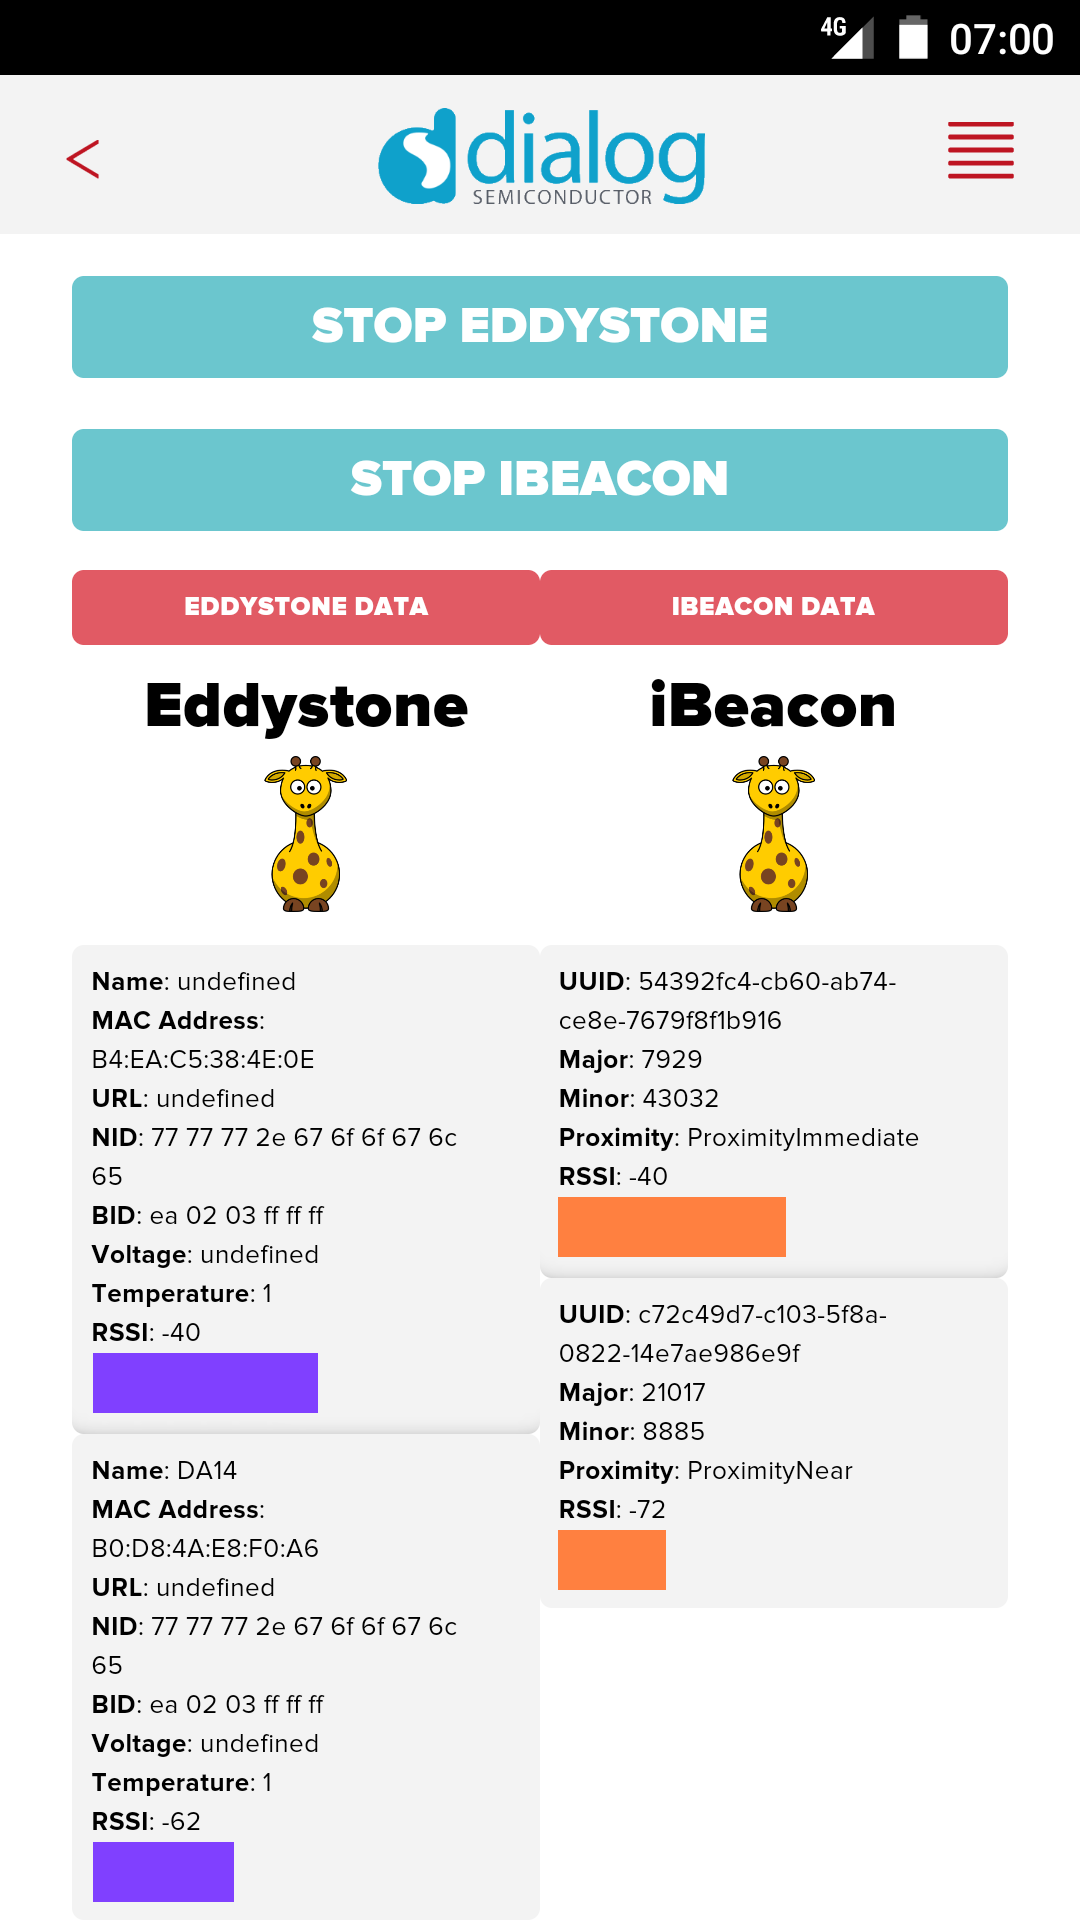 4G 07:00
<
dialog
SEMICONDUCTOR
STOP EDDYSTONE
STOP IBEACON
EDDYSTONE DATA
IBEACON DATA
Eddystone
Name: undefined
MAC Address:
B4:EA:C5:38:4E:0E
URL: undefined
NID: 77 77 77 2e 67 6f 6f 67 6c
65
BID: ea 02 03 ff ff ff
Voltage: undefined
Temperature: 1
RSSI: -40
Name: DA14
MAC Address:
B0:D8:4A:E8:F0:A6
URL: undefined
NID: 77 77 77 2e 67 6f 6f 67 6c
65
BID: ea 02 03 ff ff ff
Voltage: undefined
Temperature: 1
RSSI: -62
iBeacon
UUID: 54392fc4-cb60-ab74-
ce8e-7679f8f1b916
Major: 7929
Minor: 43032
Proximity: ProximityImmediate
RSSI: -40
UUID: c72c49d7-c103-5f8a-
0822-14e7ae986e9f
Major: 21017
Minor: 8885
Proximity: ProximityNear
RSSI: -72